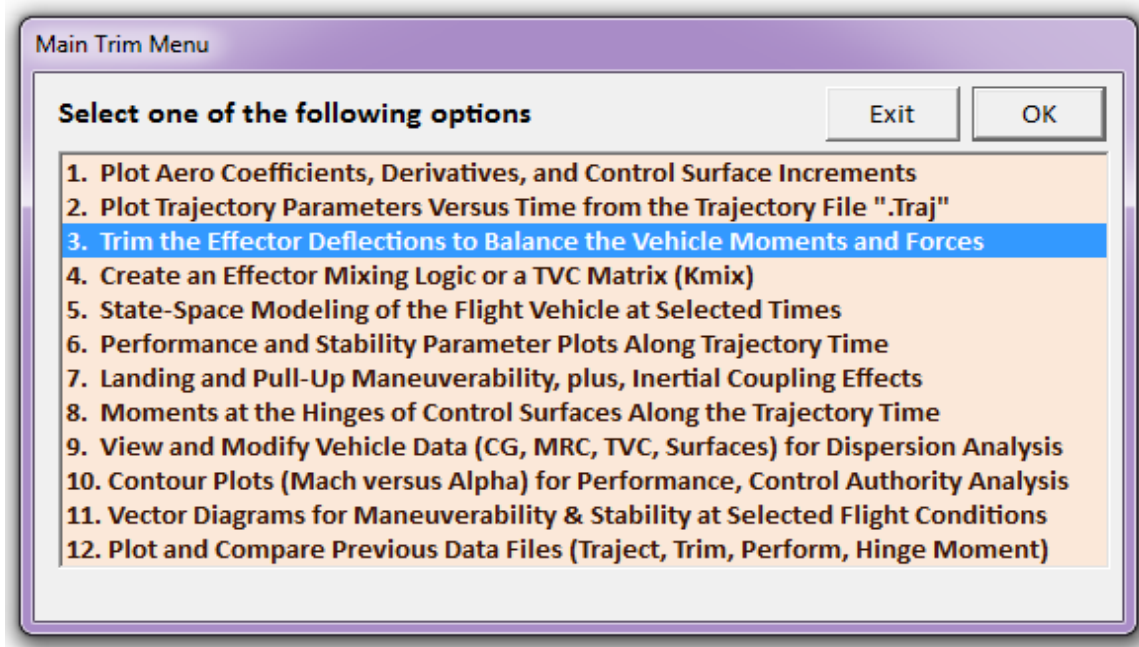 Main Trim Menu
Select one of the following options
Exit
OK
1. Plot Aero Coefficients, Derivatives, and Control Surface Increments
2. Plot Trajectory Parameters Versus Time from the Trajectory File ".Traj"
3. Trim the Effector Deflections to Balance the Vehicle Moments and Forces
4. Create an Effector Mixing Logic or a TVC Matrix (Kmix)
5. State-Space Modeling of the Flight Vehicle at Selected Times
6. Performance and Stability Parameter Plots Along Trajectory Time
7. Landing and Pull-Up Maneuverability, plus, Inertial Coupling Effects
8. Moments at the Hinges of Control Surfaces Along the Trajectory Time
9. View and Modify Vehicle Data (CG, MRC, TVC, Surfaces) for Dispersion Analysis
10. Contour Plots (Mach versus Alpha) for Performance, Control Authority Analysis
11. Vector Diagrams for Maneuverability & Stability at Selected Flight Conditions
12. Plot and Compare Previous Data Files (Traject, Trim, Perform, Hinge Moment)